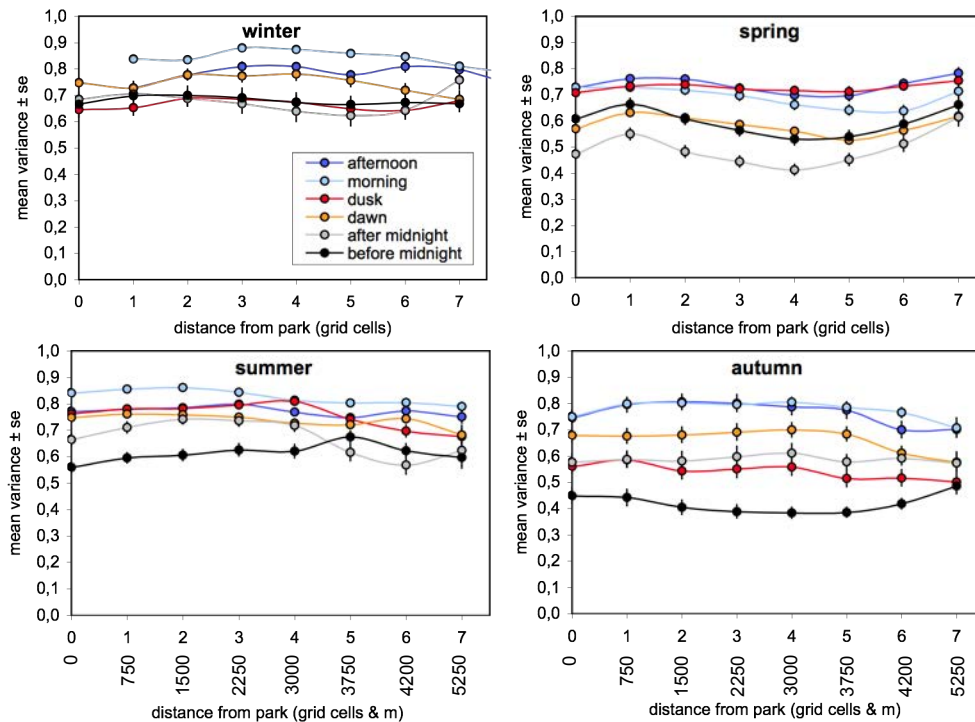 winter
mean variance ± se
1,0
0,9
0,8
0,7
0,6
0,5
0,4
0,3
0,2
0,1
0,0
afternoon
morning
dusk
dawn
after midnight
before midnight
0 1 2 3 4 5 6 7
distance from park (grid cells)
spring
mean variance ± se
1,0
0,9
0,8
0,7
0,6
0,5
0,4
0,3
0,2
0,1
0,0
0 1 2 3 4 5 6 7
distance from park (grid cells)
summer
mean variance ± se
1,0
0,9
0,8
0,7
0,6
0,5
0,4
0,3
0,2
0,1
0,0
0 1 2 3 4 5 6 7
0 750 1500 2250 3000 3750 4200 5250
distance from park (grid cells & m)
autumn
mean variance ± se
1,0
0,9
0,8
0,7
0,6
0,5
0,4
0,3
0,2
0,1
0,0
0 1 2 3 4 5 6 7
0 750 1500 2250 3000 3750 4200 5250
distance from park (grid cells & m)